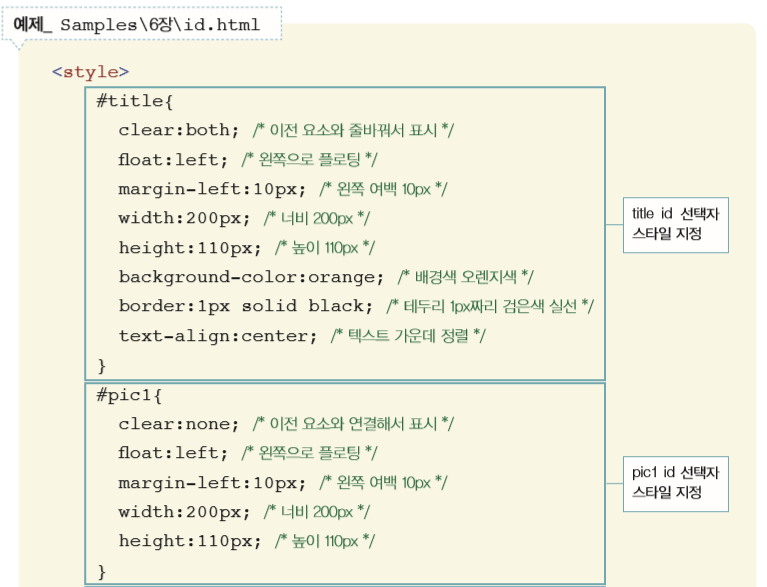 예제_ Samples\6장\id.html
<style>
#title{
clear:both; /* 이전 요소와 줄바꿔서 표시 */
float:left; /* 왼쪽으로 플로팅 */
margin-left:10px; /* 왼쪽 여백 10px */
width:200px; /* 너비 200px */
height:110px; /* 높이 110px */
background-color:orange; /* 배경색 오렌지색 */
border:1px solid black; /* 테두리 1px짜리 검은색 실선 */
text-align:center; /* 텍스트 가운데 정렬 */
}
title id 선택자
스타일 지정
#pic1{
clear:none; /* 이전 요소와 연결해서 표시 */
float:left; /* 왼쪽으로 플로팅 */
margin-left:10px; /* 왼쪽 여백 10px */
width:200px; /* 너비 200px */
height:110px; /* 높이 110px */
}
pic1 id 선택자
스타일 지정